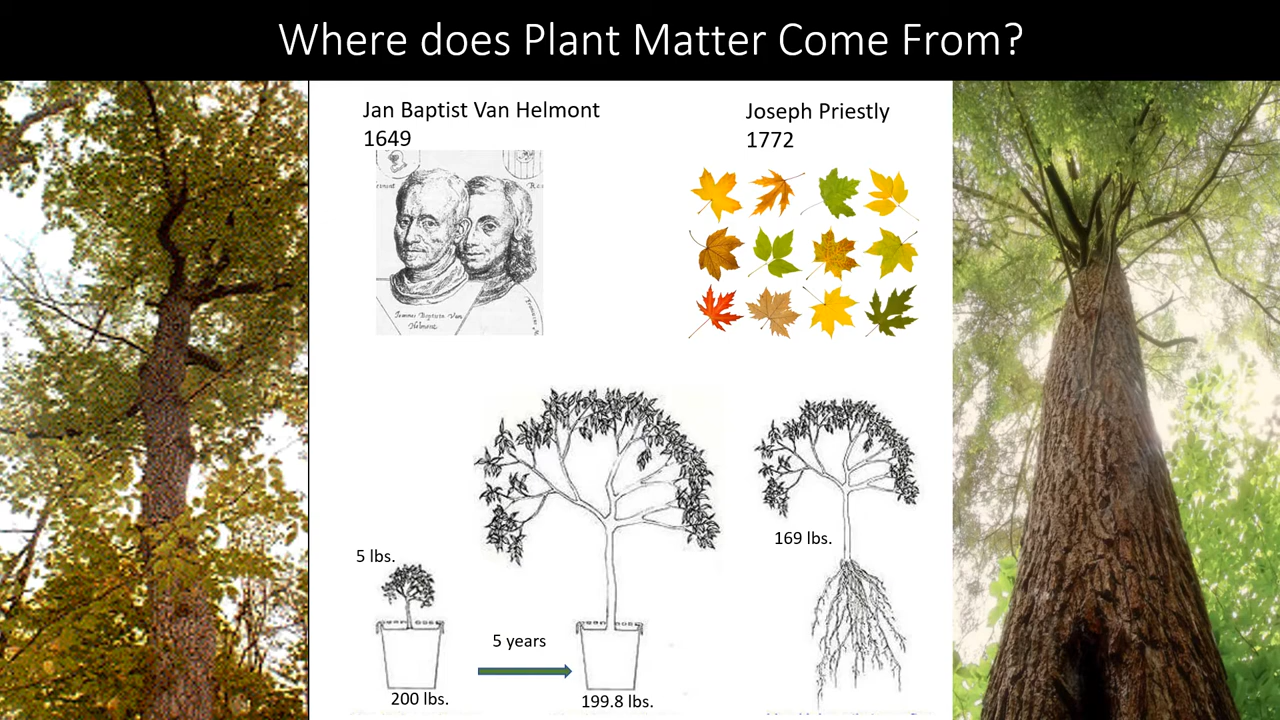 Where does Plant Matter Come From?
Jan Baptist Van Helmont
1649
Joseph Priestly
1772
Helmont
169 lbs.
5 lbs.
5 years
200 lbs.
199.8 lbs.